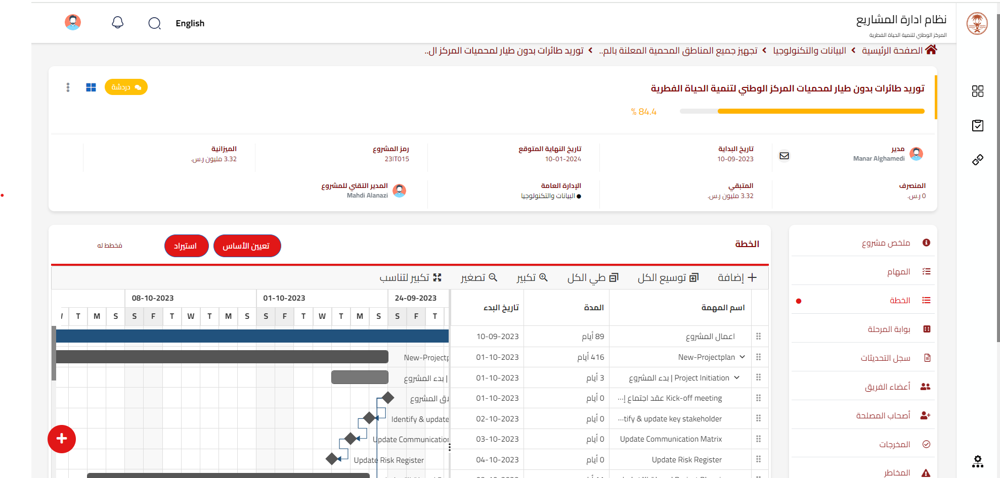 نظام ادارة المشاريع
المركز الوطني لتنمية الحياة الفطرية
English
الصفحة الرئيسية
البيانات والتكنولوجيا
تجهيز جميع المناطق المحمية المعلنة بالم..
توريد طائرات بدون طيار لمحميات المركز ال..
توريد طائرات بدون طيار لمحميات المركز الوطني لتنمية الحياة الفطرية
دردشة
84.4 %
مدير
Manar Alghamedi
تاريخ البداية
10-09-2023
تاريخ النهاية المتوقع
10-01-2024
رمز المشروع
23IT015
الميزانية
3.32 مليون ر.س.
المنصرف
0 ر.س.
المتبقي
3.32 مليون ر.س.
الإدارة العامة
البيانات والتكنولوجيا
المدير التقني للمشروع
Mahdi Alanazi
ملخص مشروع
المهام
الخطة
بوابة المرحلة
سجل التحديثات
أعضاء الفريق
أصحاب المصلحة
المخرجات
المخاطر
الخطة
تعيين الأساس
استيراد
مُخطط له
إضافة
توسيع الكل
طي الكل
تكبير
تصغير
تكبير لتناسب
اسم المهمة
المدة
تاريخ البدء
24-09-2023
01-10-2023
08-10-2023
T F S S M T W T F S S M T W T F S S M T
اعمال المشروع
89 أيام
10-09-2023
New-Projectplan
416 أيام
01-10-2023
New-Projectp
Project Initiation | بدء المشروع
3 أيام
01-10-2023
| بدء المشروع
Kick-off meeting عقد اجتماع إ...
0 أيام
01-10-2023
لاق المشروع
...tify & update key stakeholder
0 أيام
02-10-2023
Identify & update
Update Communication Matrix
0 أيام
03-10-2023
Update Communication
Update Risk Register
0 أيام
04-10-2023
Update Risk Register